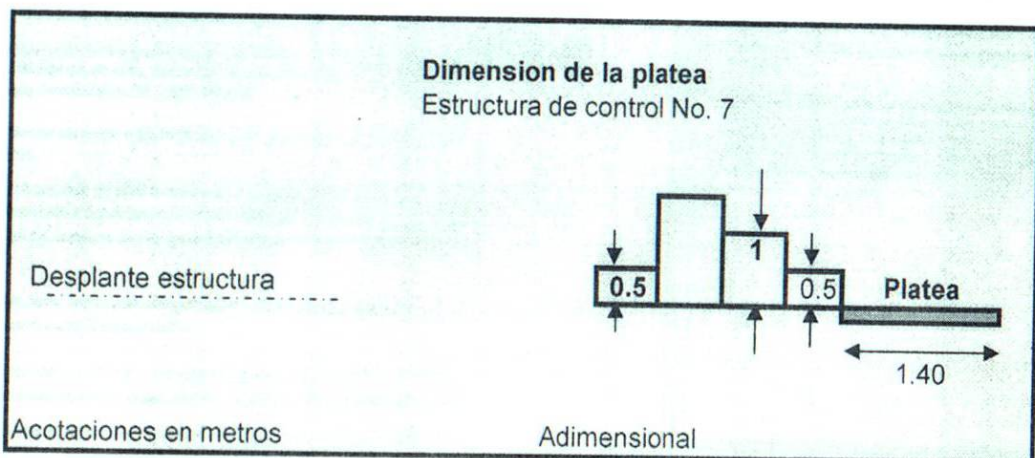 Dimension de la platea
Estructura de control No. 7
1
Desplante estructura
0.5
0.5
Platea
1.40
Acotaciones en metros
Adimensional